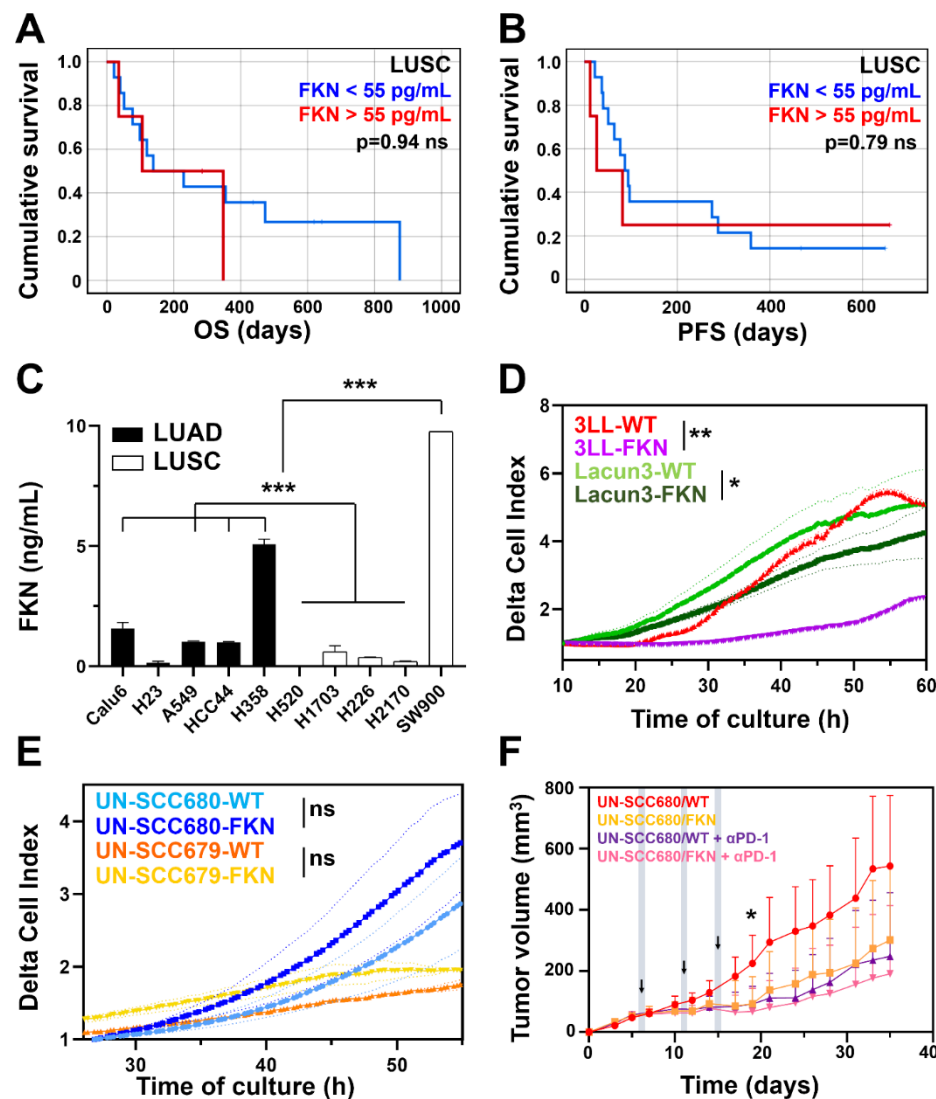 A
Cumulative survival
1.0
0.8
0.6
0.4
0.2
0
LUSC
FKN < 55 pg/mL
FKN > 55 pg/mL
p=0.94 ns
0 200 400 600 800 1000
OS (days)
B
Cumulative survival
1.0
0.8
0.6
0.4
0.2
0
LUSC
FKN < 55 pg/mL
FKN > 55 pg/mL
p=0.79 ns
0 200 400 600
PFS (days)
C
FKN (ng/mL)
10
5
0
LUAD
LUSC
***
***
Calu6
H23
A549
HCC44
H358
H520
H1703
H226
H2170
SW900
D
Delta Cell Index
8
6
4
2
3LL-WT
3LL-FKN
**
Lacun3-WT
Lacun3-FKN
*
10 20 30 40 50 60
Time of culture (h)
E
Delta Cell Index
4
3
2
1
UN-SCC680-WT
UN-SCC680-FKN
ns
UN-SCC679-WT
UN-SCC679-FKN
ns
30 40 50
Time of culture (h)
F
Tumor volume (mm³)
800
600
400
200
0
UN-SCC680/WT
UN-SCC680/FKN
UN-SCC680/WT + αPD-1
UN-SCC680/FKN + αPD-1
*
0 10 20 30 40
Time (days)